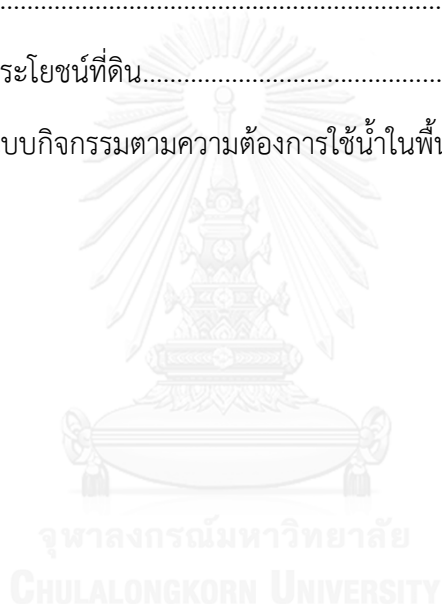 ................................................................
ระโยชน์ที่ดิน.............................................
บบกิจกรรมตามความต้องการใช้น้ำในพื้น
จุฬาลงกรณ์มหาวิทยาลัย
CHULALONGKORN UNIVERSITY